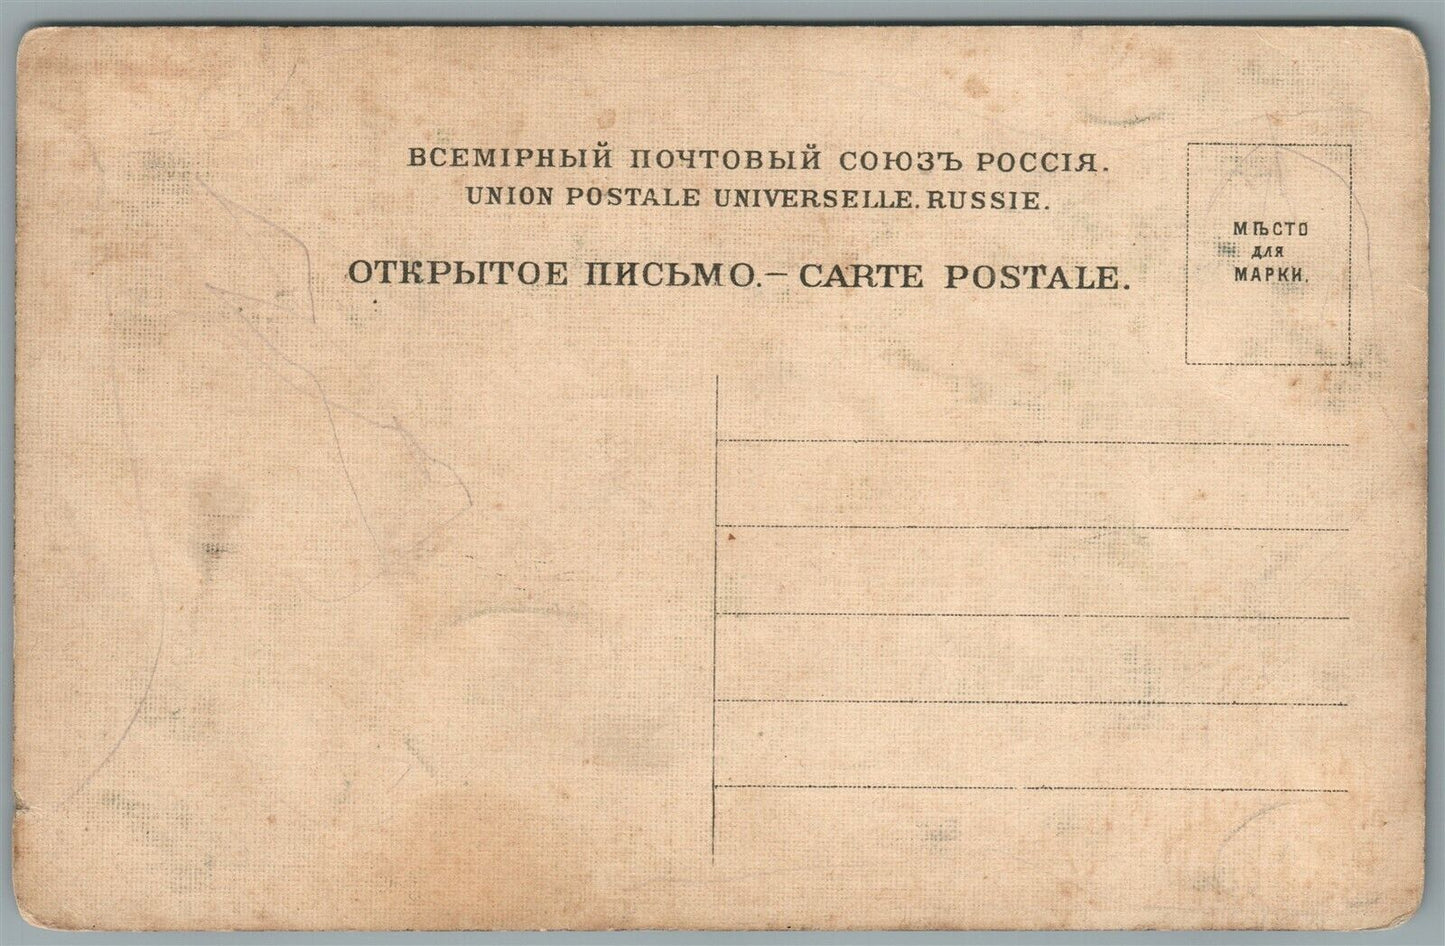 ВСЕМІРНЫЙ ПОЧТОВЫЙ СОЮЗЪ РОССІЯ.
UNION POSTALE UNIVERSELLE. RUSSIE.
ОТКРЫТОЕ ПИСЬМО.— CARTE POSTALE.
МѢСТО
ДЛЯ
МАРКИ.